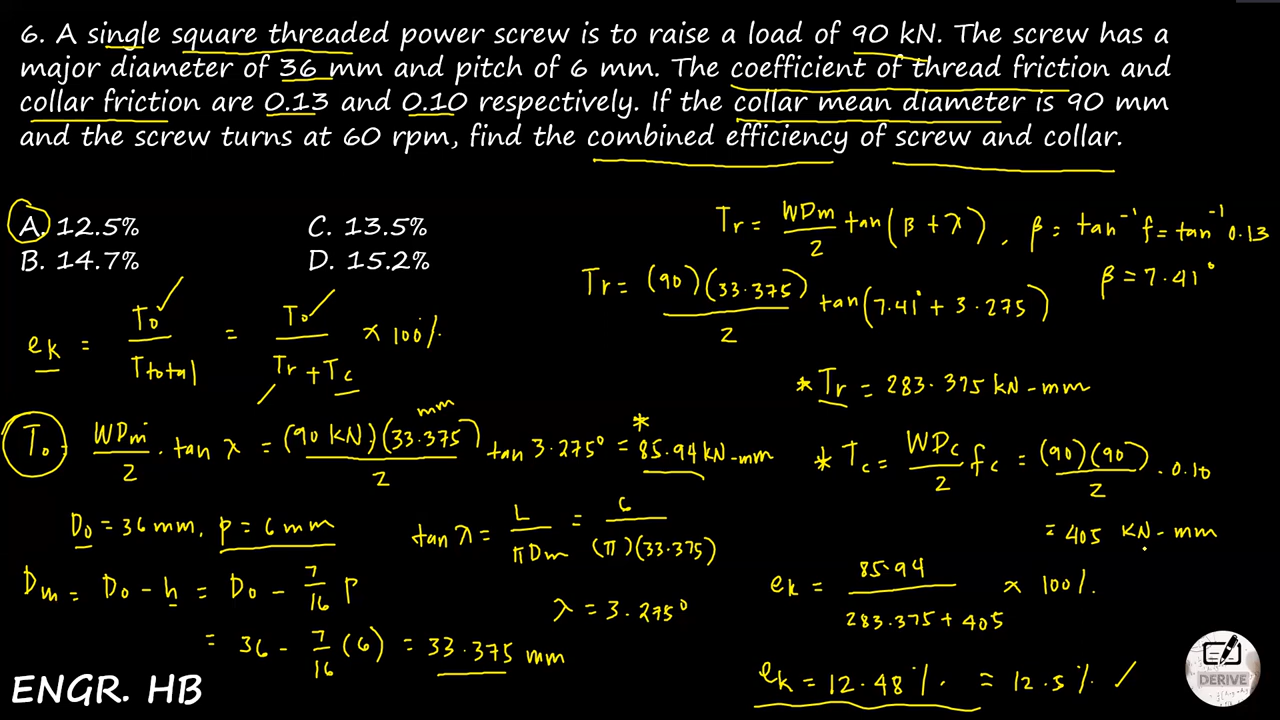 6. A single square threaded power screw is to raise a load of 90 kN. The screw has a
major diameter of 36 mm and pitch of 6 mm. The coefficient of thread friction and
collar friction are 0.13 and 0.10 respectively. If the collar mean diameter is 90 mm
and the screw turns at 60 rpm, find the combined efficiency of screw and collar.
A. 12.5%
C. 13.5%
B. 14.7%
D. 15.2%
ek = To / Ttotal = To / (Tr + Tc) × 100%
To = WDm / 2 · tan λ = (90 kN)(33.375 mm) / 2 tan 3.275° = 85.94 kN-mm
*
Do = 36 mm, p = 6 mm
Dm = Do - h = Do - 7/16 p
= 36 - 7/16 (6) = 33.375 mm
tan λ = L / πDm = 6 / (π)(33.375)
λ = 3.275°
Tr = WDm / 2 tan(β + λ), β = tan⁻¹ f = tan⁻¹ 0.13
β = 7.41°
Tr = (90)(33.375) / 2 tan(7.41° + 3.275)
* Tr = 283.375 kN-mm
* Tc = WDc / 2 fc = (90)(90) / 2 · 0.10
= 405 KN-mm
ek = 85.94 / (283.375 + 405) × 100%.
ek = 12.48%. = 12.5%. ✓
ENGR. HB
DERIVE